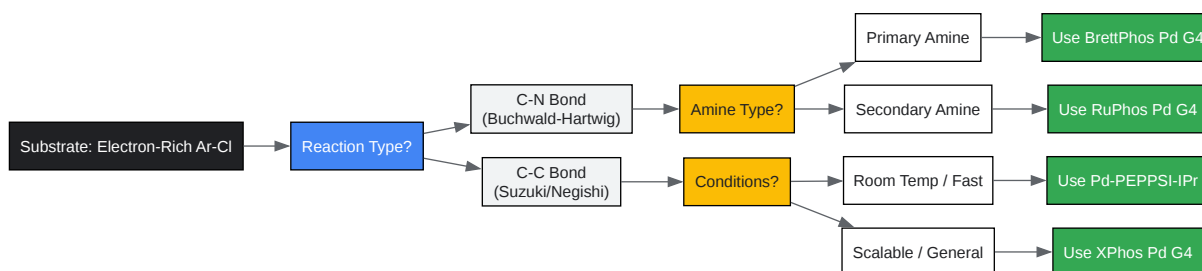 Primary Amine
Use BrettPhos Pd G4
C-N Bond
(Buchwald-Hartwig)
Amine Type?
Secondary Amine
Use RuPhos Pd G4
Substrate: Electron-Rich Ar-Cl
Reaction Type?
C-C Bond
(Suzuki/Negishi)
Conditions?
Room Temp / Fast
Use Pd-PEPPSI-IPr
Scalable / General
Use XPhos Pd G4